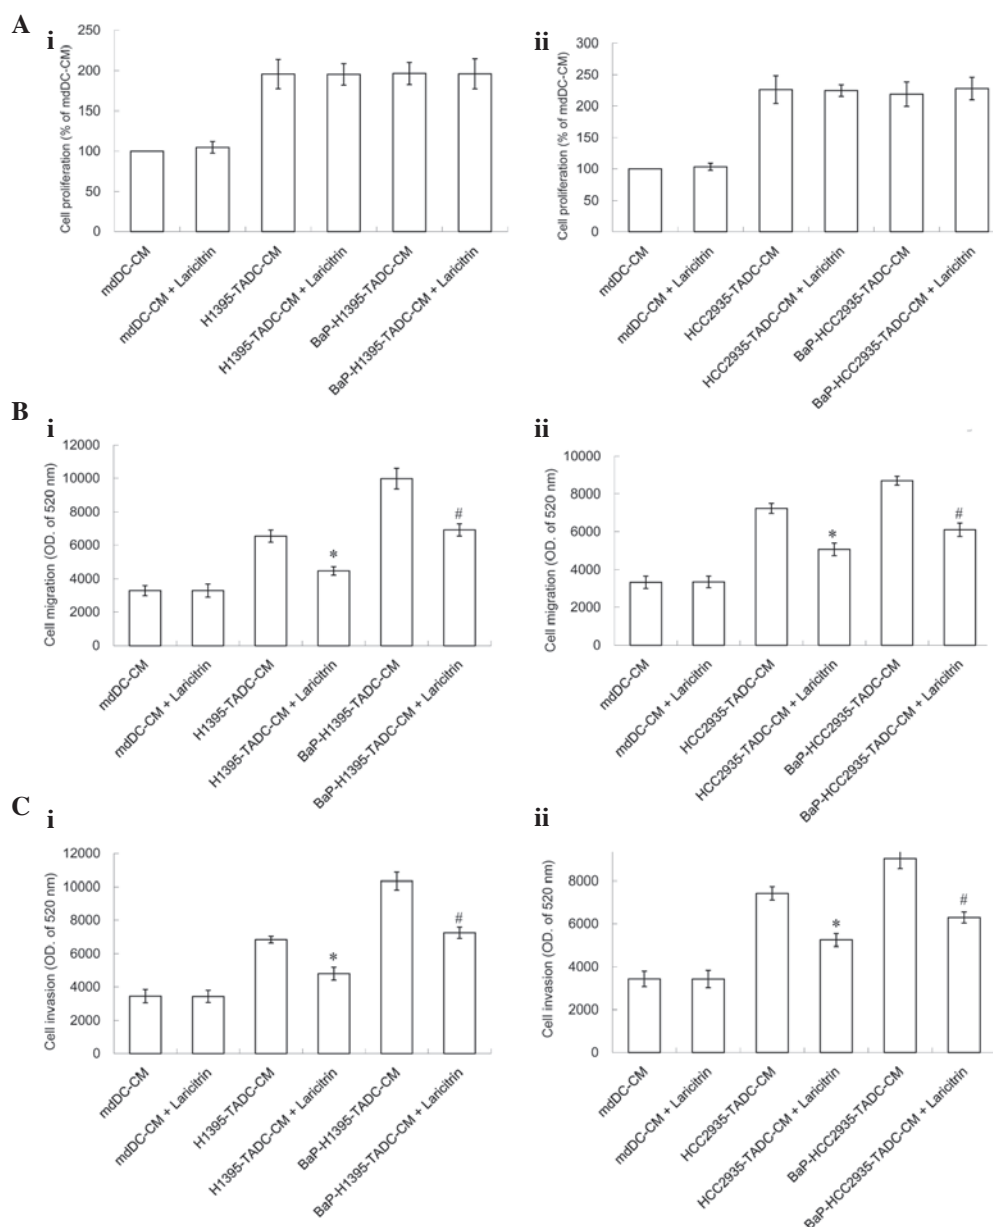 A
i
Cell proliferation (% of mdDC-CM)
250
200
150
100
50
0
mdDC-CM
mdDC-CM + Laricitrin
H1395-TADC-CM
H1395-TADC-CM + Laricitrin
BaP-H1395-TADC-CM
BaP-H1395-TADC-CM + Laricitrin
ii
Cell proliferation (% of mdDC-CM)
300
250
200
150
100
50
0
mdDC-CM
mdDC-CM + Laricitrin
HCC2935-TADC-CM
HCC2935-TADC-CM + Laricitrin
BaP-HCC2935-TADC-CM
BaP-HCC2935-TADC-CM + Laricitrin
B
i
Cell migration (OD. of 520 nm)
12000
10000
8000
6000
4000
2000
0
*
#
mdDC-CM
mdDC-CM + Laricitrin
H1395-TADC-CM
H1395-TADC-CM + Laricitrin
BaP-H1395-TADC-CM
BaP-H1395-TADC-CM + Laricitrin
ii
Cell migration (OD. of 520 nm)
10000
8000
6000
4000
2000
0
*
#
mdDC-CM
mdDC-CM + Laricitrin
HCC2935-TADC-CM
HCC2935-TADC-CM + Laricitrin
BaP-HCC2935-TADC-CM
BaP-HCC2935-TADC-CM + Laricitrin
C
i
Cell invasion (OD. of 520 nm)
12000
10000
8000
6000
4000
2000
0
*
#
mdDC-CM
mdDC-CM + Laricitrin
H1395-TADC-CM
H1395-TADC-CM + Laricitrin
BaP-H1395-TADC-CM
BaP-H1395-TADC-CM + Laricitrin
ii
Cell invasion (OD. of 520 nm)
8000
6000
4000
2000
0
*
#
mdDC-CM
mdDC-CM + Laricitrin
HCC2935-TADC-CM
HCC2935-TADC-CM + Laricitrin
BaP-HCC2935-TADC-CM
BaP-HCC2935-TADC-CM + Laricitrin